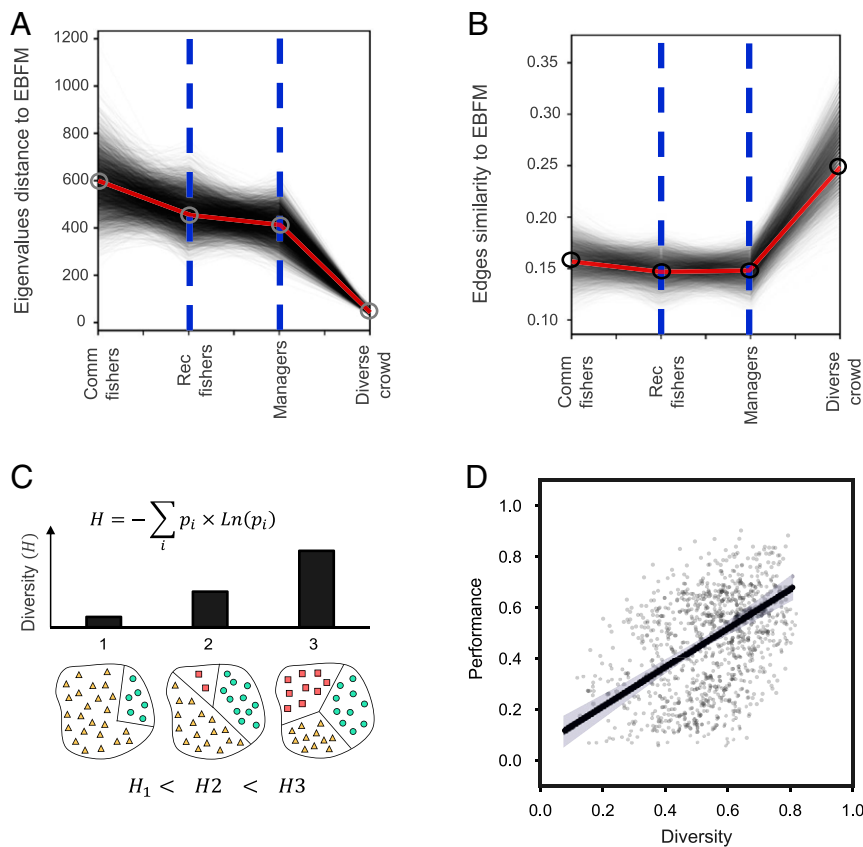 A
Eigenvalues distance to EBFM
1200
1000
800
600
400
200
0
Comm
fishers
Rec
fishers
Managers
Diverse
crowd
B
Edges similarity to EBFM
0.35
0.30
0.25
0.20
0.15
0.10
Comm
fishers
Rec
fishers
Managers
Diverse
crowd
C
H = −∑i pi × Ln(pi)
Diversity (H)
1 2 3
H1 < H2 < H3
D
Performance
1.0
0.8
0.6
0.4
0.2
0.0
0.0 0.2 0.4 0.6 0.8 1.0
Diversity